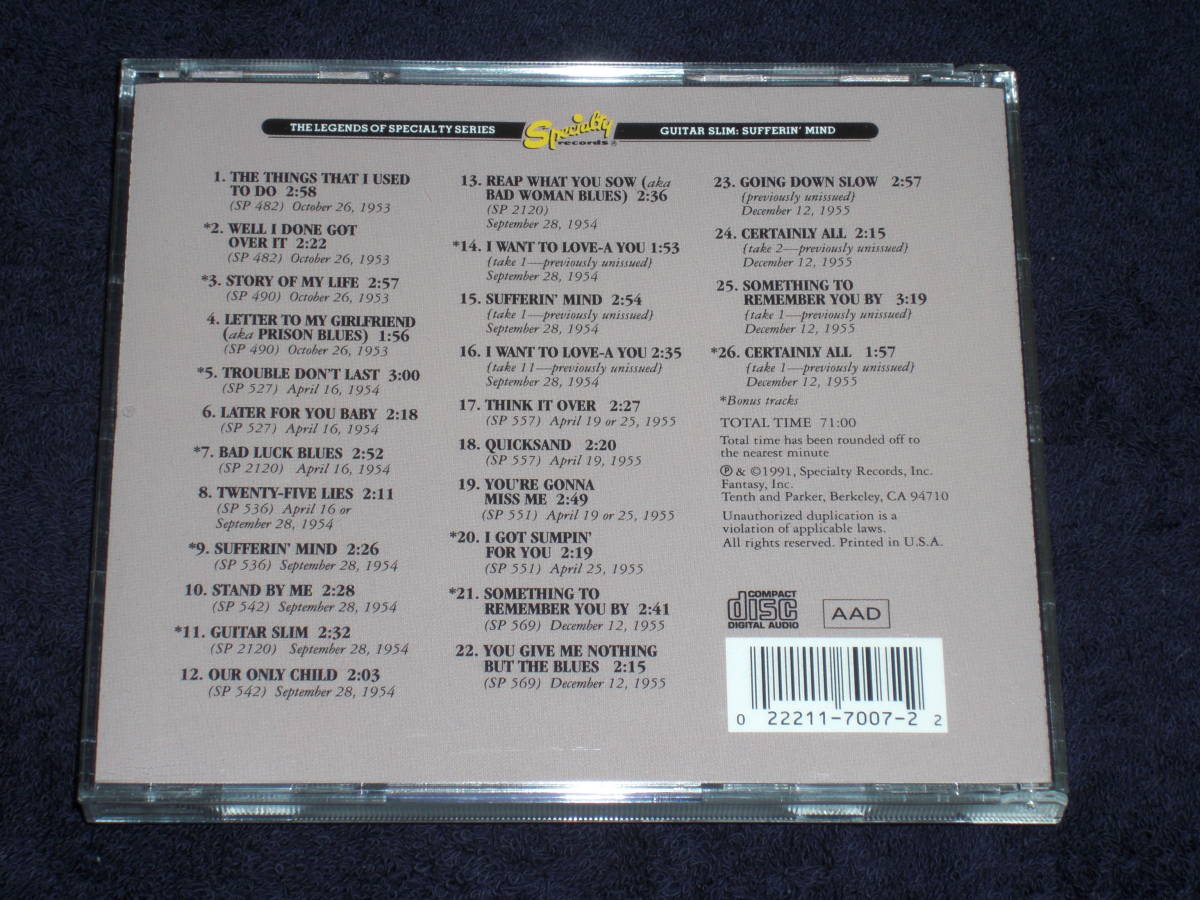 THE LEGENDS OF SPECIALTY SERIES
Specialty
records®
GUITAR SLIM: SUFFERIN' MIND
1. THE THINGS THAT I USED
TO DO 2:58
(SP 482) October 26, 1953
*2. WELL I DONE GOT
OVER IT 2:22
(SP 482) October 26, 1953
*3. STORY OF MY LIFE 2:57
(SP 490) October 26, 1953
4. LETTER TO MY GIRLFRIEND
(aka PRISON BLUES) 1:56
(SP 490) October 26, 1953
*5. TROUBLE DON'T LAST 3:00
(SP 527) April 16, 1954
6. LATER FOR YOU BABY 2:18
(SP 527) April 16, 1954
*7. BAD LUCK BLUES 2:52
(SP 2120) April 16, 1954
8. TWENTY-FIVE LIES 2:11
(SP 536) April 16 or
September 28, 1954
*9. SUFFERIN' MIND 2:26
(SP 536) September 28, 1954
10. STAND BY ME 2:28
(SP 542) September 28, 1954
*11. GUITAR SLIM 2:32
(SP 2120) September 28, 1954
12. OUR ONLY CHILD 2:03
(SP 542) September 28, 1954
13. REAP WHAT YOU SOW (aka
BAD WOMAN BLUES) 2:36
(SP 2120)
September 28, 1954
*14. I WANT TO LOVE-A YOU 1:53
{take 1—previously unissued}
September 28, 1954
15. SUFFERIN' MIND 2:54
{take 1—previously unissued}
September 28, 1954
16. I WANT TO LOVE-A YOU 2:35
{take 11—previously unissued}
September 28, 1954
17. THINK IT OVER 2:27
(SP 557) April 19 or 25, 1955
18. QUICKSAND 2:20
(SP 557) April 19, 1955
19. YOU'RE GONNA
MISS ME 2:49
(SP 551) April 19 or 25, 1955
*20. I GOT SUMPIN'
FOR YOU 2:19
(SP 551) April 25, 1955
*21. SOMETHING TO
REMEMBER YOU BY 2:41
(SP 569) December 12, 1955
22. YOU GIVE ME NOTHING
BUT THE BLUES 2:15
(SP 569) December 12, 1955
23. GOING DOWN SLOW 2:57
{previously unissued}
December 12, 1955
24. CERTAINLY ALL 2:15
{take 2—previously unissued}
December 12, 1955
25. SOMETHING TO
REMEMBER YOU BY 3:19
{take 1—previously unissued}
December 12, 1955
*26. CERTAINLY ALL 1:57
{take 1—previously unissued}
December 12, 1955
*Bonus tracks
TOTAL TIME 71:00
Total time has been rounded off to
the nearest minute
℗ & ©1991, Specialty Records, Inc.
Fantasy, Inc.
Tenth and Parker, Berkeley, CA 94710
Unauthorized duplication is a
violation of applicable laws.
All rights reserved. Printed in U.S.A.
COMPACT
disc
DIGITAL AUDIO
AAD
0 22211-7007-2 2